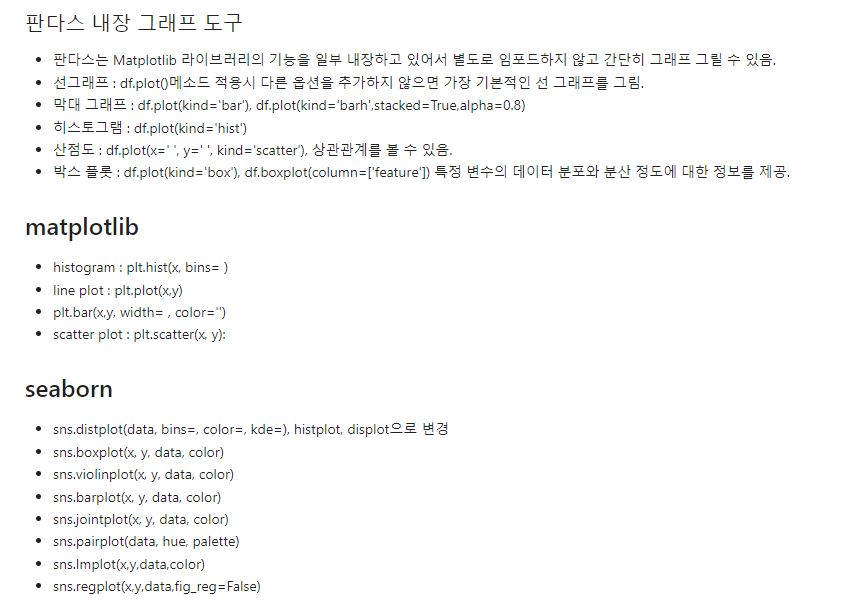 판다스 내장 그래프 도구
판다스는 Matplotlib 라이브러리의 기능을 일부 내장하고 있어서 별도로 임포드하지 않고 간단히 그래프 그릴 수 있음.
선그래프 : df.plot()메소드 적용시 다른 옵션을 추가하지 않으면 가장 기본적인 선 그래프를 그림.
막대 그래프 : df.plot(kind='bar'), df.plot(kind='barh',stacked=True,alpha=0.8)
히스토그램 : df.plot(kind='hist')
산점도 : df.plot(x=' ', y=' ', kind='scatter'), 상관관계를 볼 수 있음.
박스 플롯 : df.plot(kind='box'), df.boxplot(column=['feature']) 특정 변수의 데이터 분포와 분산 정도에 대한 정보를 제공.
matplotlib
histogram : plt.hist(x, bins= )
line plot : plt.plot(x,y)
plt.bar(x,y, width= , color='')
scatter plot : plt.scatter(x, y):
seaborn
sns.distplot(data, bins=, color=, kde=), histplot, displot으로 변경
sns.boxplot(x, y, data, color)
sns.violinplot(x, y, data, color)
sns.barplot(x, y, data, color)
sns.jointplot(x, y, data, color)
sns.pairplot(data, hue, palette)
sns.lmplot(x,y,data,color)
sns.regplot(x,y,data,fig_reg=False)